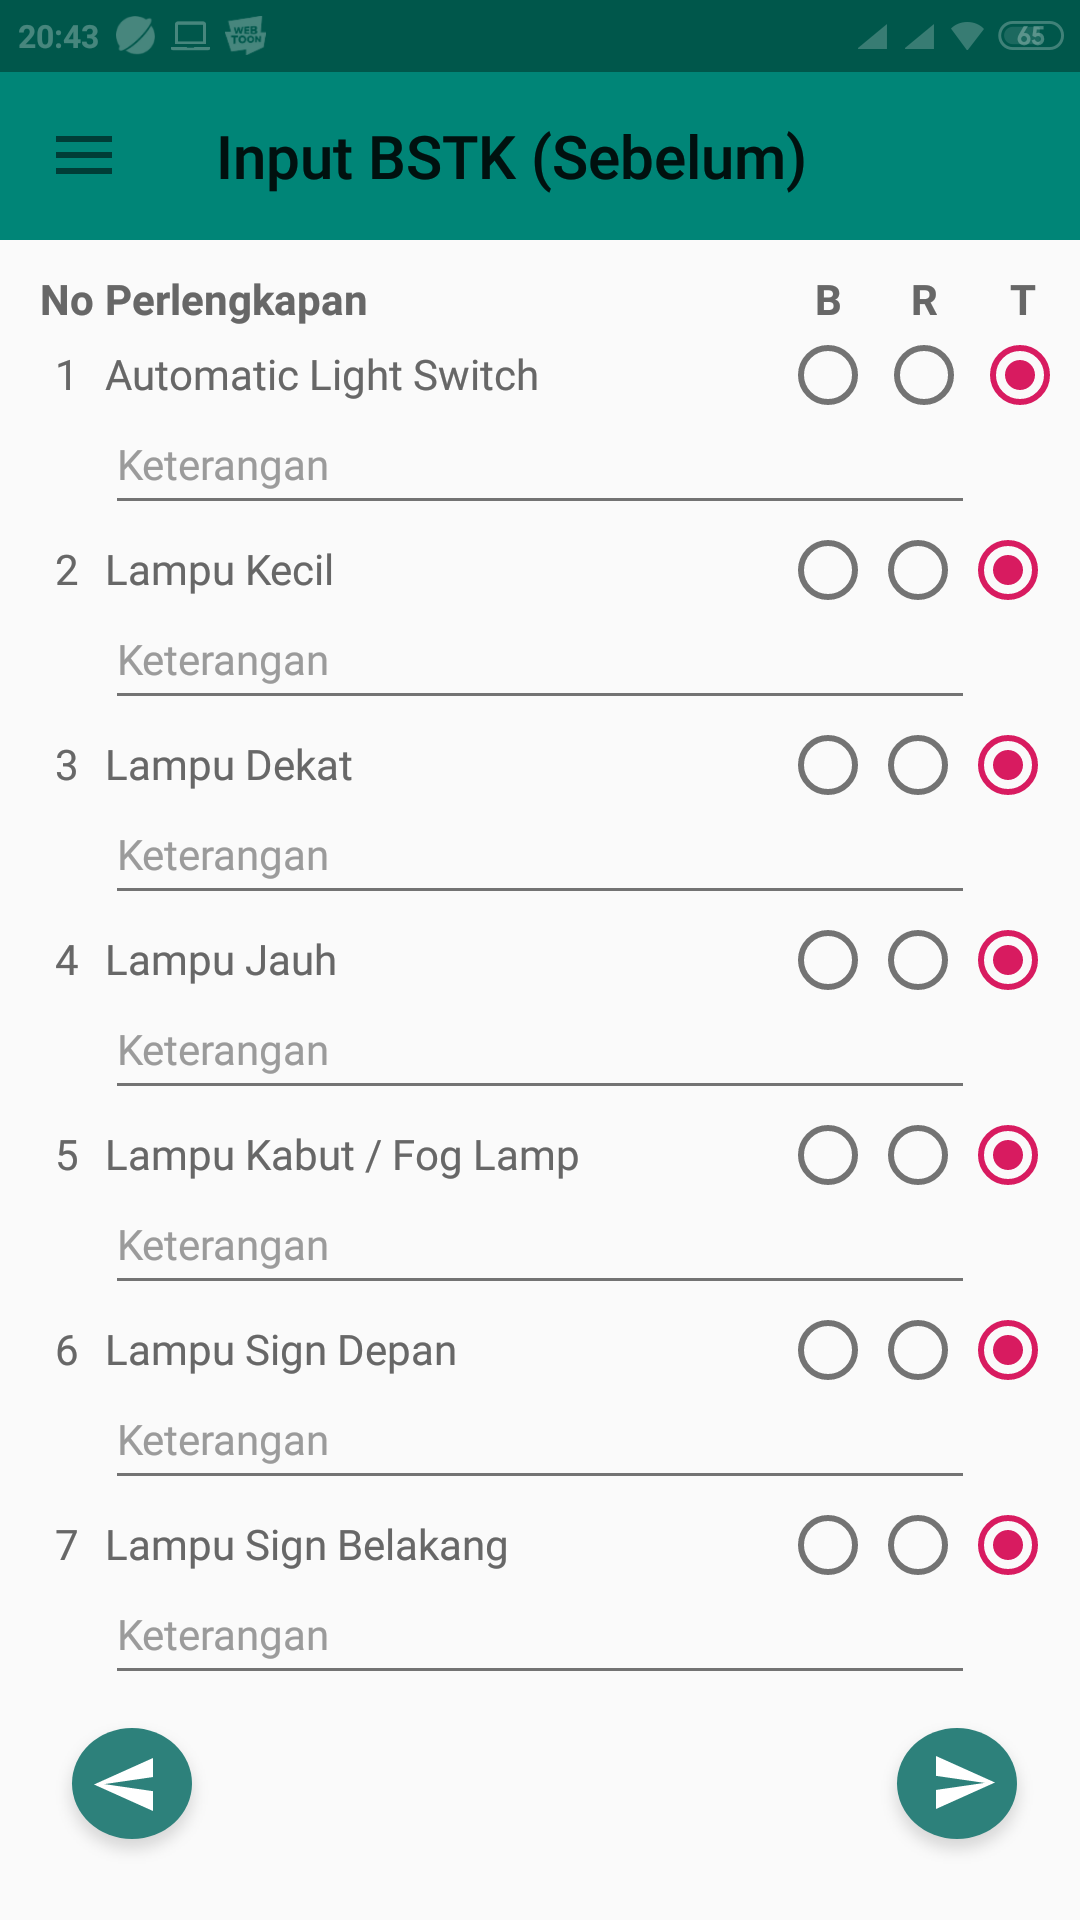 20:43 WEB TOON 65
Input BSTK (Sebelum)
No Perlengkapan B R T
1 Automatic Light Switch
Keterangan
2 Lampu Kecil
Keterangan
3 Lampu Dekat
Keterangan
4 Lampu Jauh
Keterangan
5 Lampu Kabut / Fog Lamp
Keterangan
6 Lampu Sign Depan
Keterangan
7 Lampu Sign Belakang
Keterangan